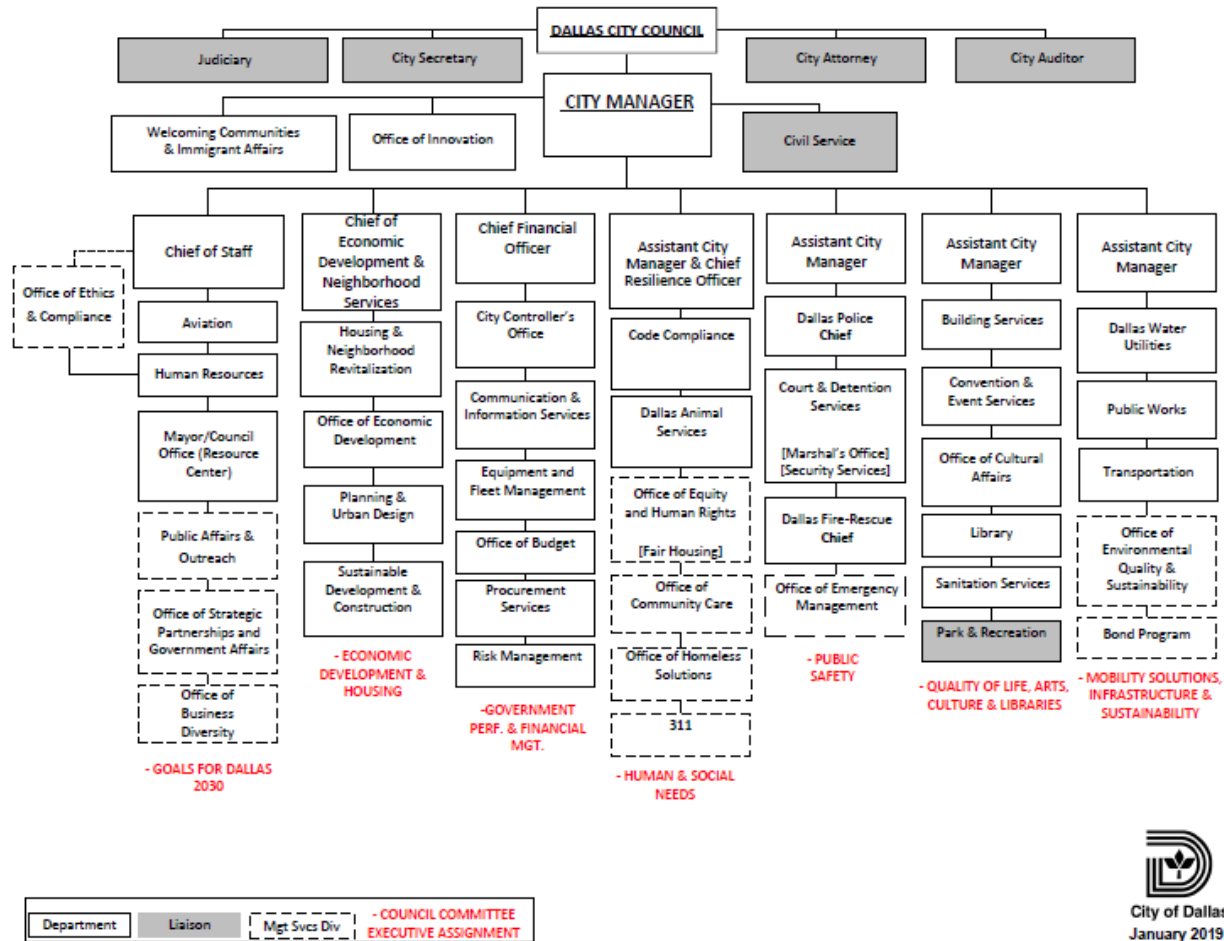 DALLAS CITY COUNCIL
Judiciary
City Secretary
City Attorney
City Auditor
CITY MANAGER
Welcoming Communities
& Immigrant Affairs
Office of Innovation
Civil Service
Chief of Staff
Office of Ethics
& Compliance
Aviation
Human Resources
Mayor/Council
Office (Resource
Center)
Public Affairs &
Outreach
Office of Strategic
Partnerships and
Government Affairs
Office of
Business
Diversity
- GOALS FOR DALLAS
2030
Chief of
Economic
Development &
Neighborhood
Services
Housing &
Neighborhood
Revitalization
Office of Economic
Development
Planning &
Urban Design
Sustainable
Development &
Construction
- ECONOMIC
DEVELOPMENT &
HOUSING
Chief Financial
Officer
City Controller's
Office
Communication &
Information Services
Equipment and
Fleet Management
Office of Budget
Procurement
Services
Risk Management
-GOVERNMENT
PERF. & FINANCIAL
MGT.
Assistant City
Manager & Chief
Resilience Officer
Code Compliance
Dallas Animal
Services
Office of Equity
and Human Rights
[Fair Housing]
Office of
Community Care
Office of Homeless
Solutions
311
- HUMAN & SOCIAL
NEEDS
Assistant City
Manager
Dallas Police
Chief
Court & Detention
Services
[Marshal's Office]
[Security Services]
Dallas Fire-Rescue
Chief
Office of Emergency
Management
- PUBLIC
SAFETY
Assistant City
Manager
Building Services
Convention &
Event Services
Office of Cultural
Affairs
Library
Sanitation Services
Park & Recreation
- QUALITY OF LIFE, ARTS,
CULTURE & LIBRARIES
Assistant City
Manager
Dallas Water
Utilities
Public Works
Transportation
Office of
Environmental
Quality &
Sustainability
Bond Program
- MOBILITY SOLUTIONS,
INFRASTRUCTURE &
SUSTAINABILITY
Department
Liaison
Mgt Svcs Div
- COUNCIL COMMITTEE
EXECUTIVE ASSIGNMENT
City of Dallas
January 2019